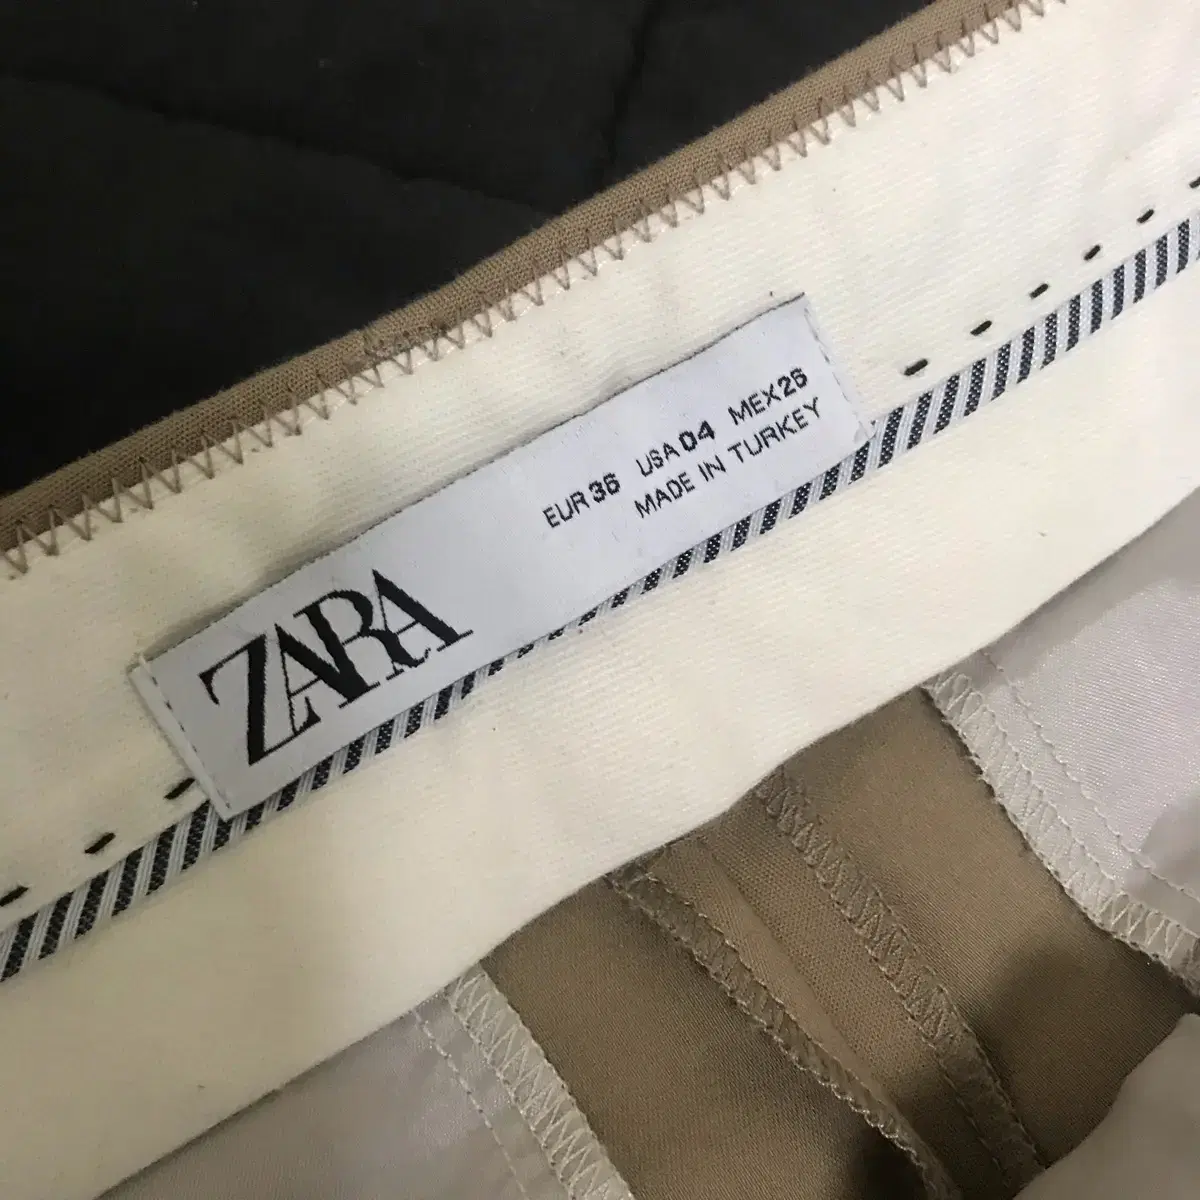 ZARA
EUR 36 USA 04 MEX 26
MADE IN TURKEY